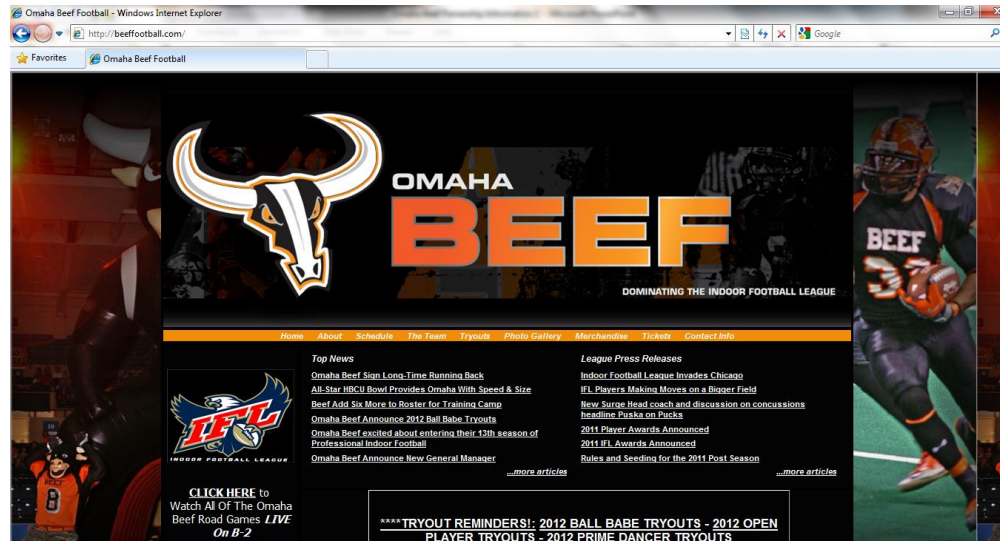 Omaha Beef Football - Windows Internet Explorer
http://beeffootball.com/
Google
Favorites
Omaha Beef Football
OMAHA
BEEF
DOMINATING THE INDOOR FOOTBALL LEAGUE
BEEF
Home About Schedule The Team Tryouts Photo Gallery Merchandise Tickets Contact Info
Top News
Omaha Beef Sign Long-Time Running Back
All-Star HBCU Bowl Provides Omaha With Speed & Size
Beef Add Six More to Roster for Training Camp
Omaha Beef Announce 2012 Ball Babe Tryouts
Omaha Beef excited about entering their 13th season of
Professional Indoor Football
Omaha Beef Announce New General Manager
...more articles
League Press Releases
Indoor Football League Invades Chicago
IFL Players Making Moves on a Bigger Field
New Surge Head coach and discussion on concussions
headline Puska on Pucks
2011 Player Awards Announced
2011 IFL Awards Announced
Rules and Seeding for the 2011 Post Season
...more articles
IFL
INDOOR FOOTBALL LEAGUE
CLICK HERE to
Watch All Of The Omaha
Beef Road Games LIVE
On B-2
****TRYOUT REMINDERS!: 2012 BALL BABE TRYOUTS - 2012 OPEN
PLAYER TRYOUTS - 2012 PRIME DANCER TRYOUTS